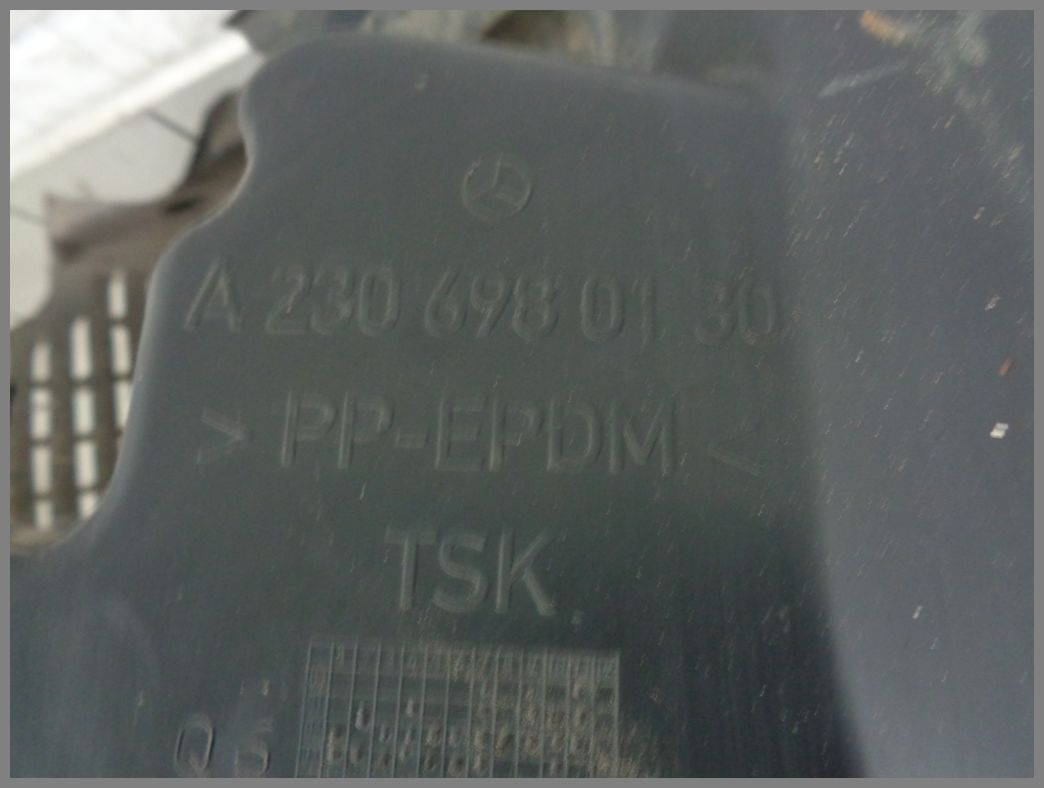 A 230 698 01 30
> PP-EPDM <
TSK
Q